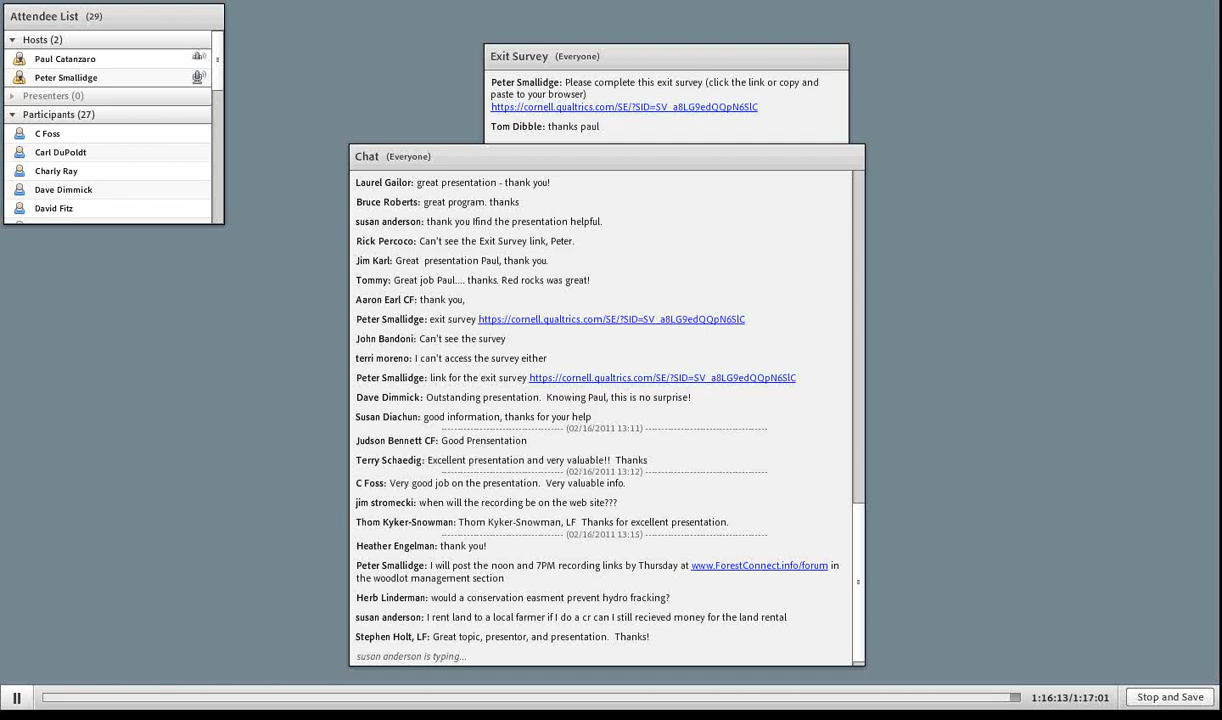 Attendee List (29)
Hosts (2)
Paul Catanzaro
Peter Smallidge
Presenters (0)
Participants (27)
C Foss
Carl DuPoldt
Charly Ray
Dave Dimmick
David Fitz
Exit Survey (Everyone)
Peter Smallidge: Please complete this exit survey (click the link or copy and
paste to your browser)
https://cornell.qualtrics.com/SE/?SID=SV_a8LG9edQQpN6SlC
Tom Dibble: thanks paul
Chat (Everyone)
Laurel Gailor: great presentation - thank you!
Bruce Roberts: great program. thanks
susan anderson: thank you Ifind the presentation helpful.
Rick Percoco: Can't see the Exit Survey link, Peter.
Jim Karl: Great  presentation Paul, thank you.
Tommy: Great job Paul.... thanks. Red rocks was great!
Aaron Earl CF: thank you,
Peter Smallidge: exit survey https://cornell.qualtrics.com/SE/?SID=SV_a8LG9edQQpN6SlC
John Bandoni: Can't see the survey
terri moreno: I can't access the survey either
Peter Smallidge: link for the exit survey https://cornell.qualtrics.com/SE/?SID=SV_a8LG9edQQpN6SlC
Dave Dimmick: Outstanding presentation.  Knowing Paul, this is no surprise!
Susan Diachun: good information, thanks for your help
(02/16/2011 13:11)
Judson Bennett CF: Good Prensentation
Terry Schaedig: Excellent presentation and very valuable!!  Thanks
(02/16/2011 13:12)
C Foss: Very good job on the presentation.  Very valuable info.
jim stromecki: when will the recording be on the web site???
Thom Kyker-Snowman: Thom Kyker-Snowman, LF  Thanks for excellent presentation.
(02/16/2011 13:15)
Heather Engelman: thank you!
Peter Smallidge: I will post the noon and 7PM recording links by Thursday at www.ForestConnect.info/forum in
the woodlot management section
Herb Linderman: would a conservation easment prevent hydro fracking?
susan anderson: I rent land to a local farmer if I do a cr can I still recieved money for the land rental
Stephen Holt, LF: Great topic, presentor, and presentation.  Thanks!
susan anderson is typing...
1:16:13/1:17:01
Stop and Save